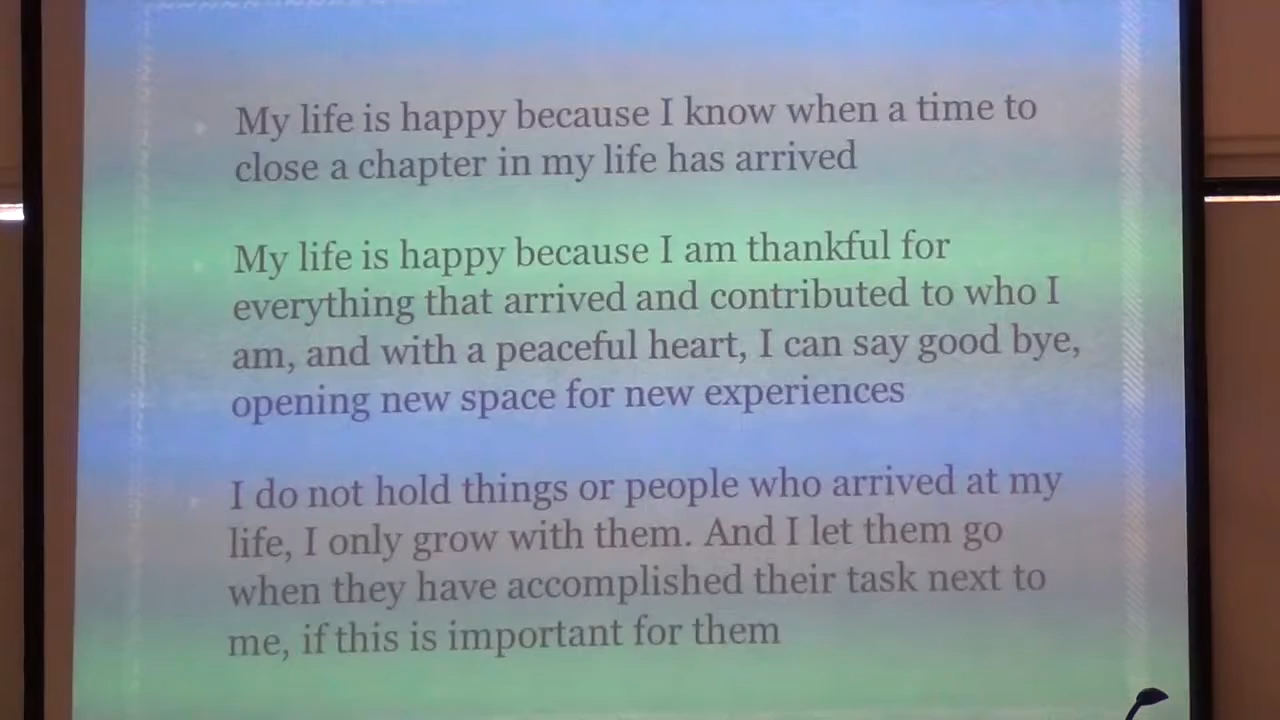 My life is happy because I know when a time to
close a chapter in my life has arrived
My life is happy because I am thankful for
everything that arrived and contributed to who I
am, and with a peaceful heart, I can say good bye,
opening new space for new experiences
I do not hold things or people who arrived at my
life, I only grow with them. And I let them go
when they have accomplished their task next to
me, if this is important for them